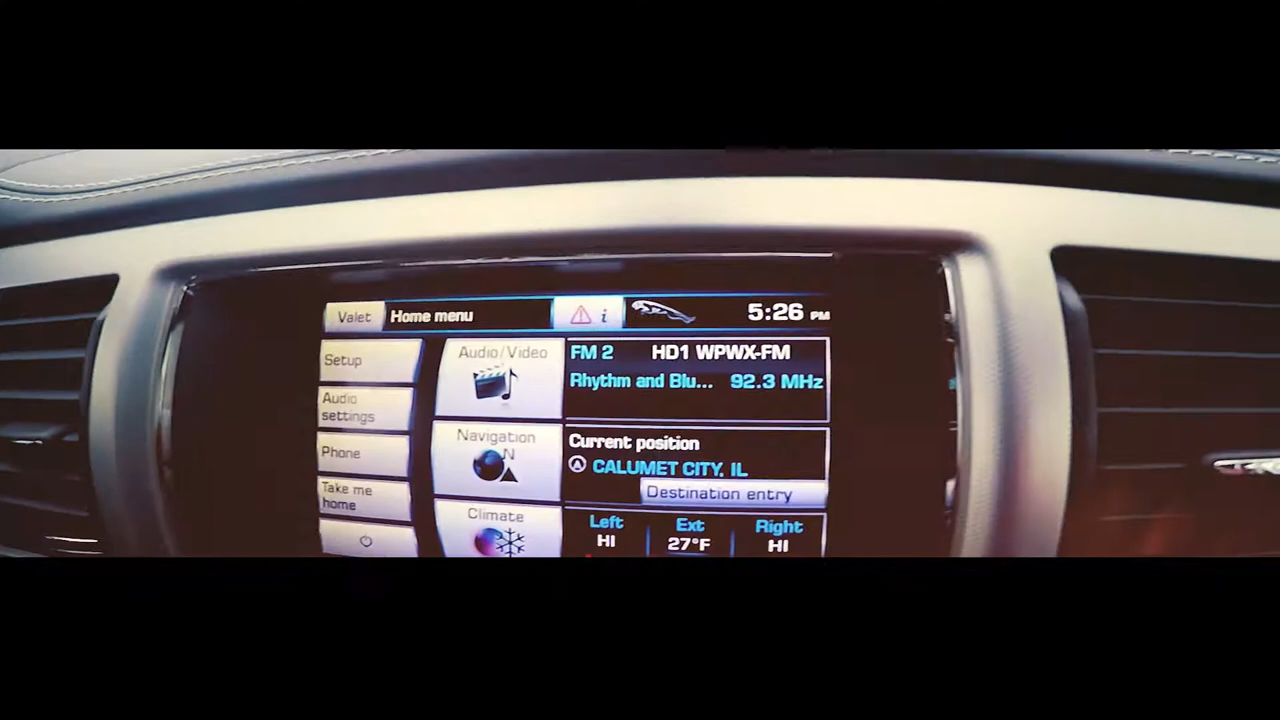 Valet
Home menu
i
5:26 PM
Setup
Audio
settings
Phone
Take me
home
Audio/Video
FM 2 HD1 WPWX-FM
Rhythm and Blu... 92.3 MHz
Navigation
N
Current position
CALUMET CITY, IL
Destination entry
Climate
Left Ext Right
HI 27°F HI